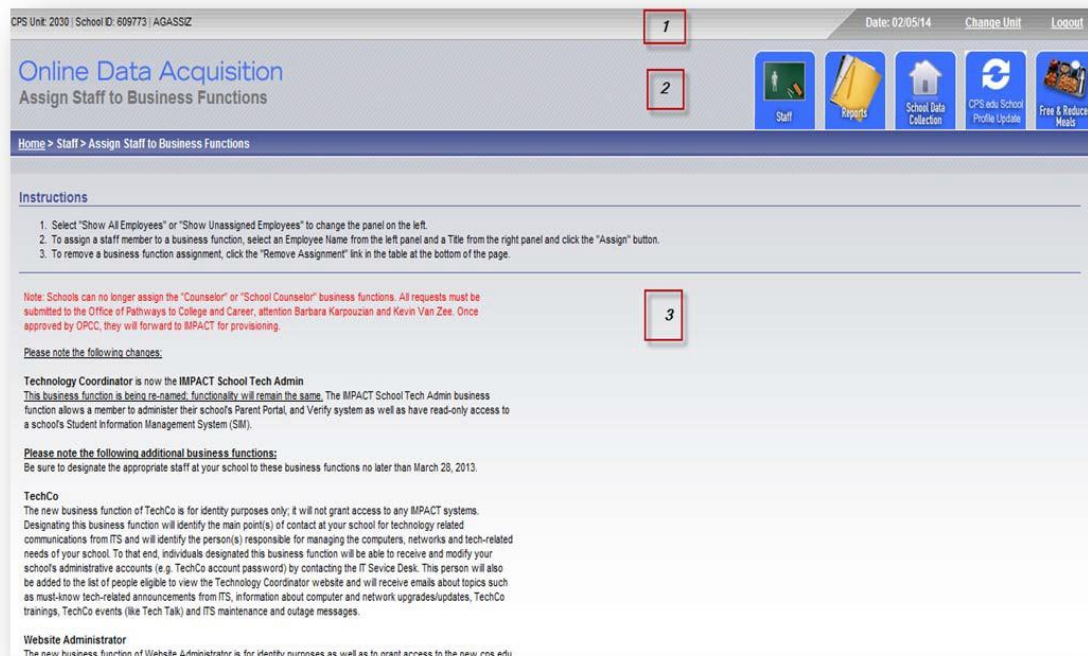 CPS Unit: 2030 | School ID: 609773 | AGASSIZ
1
Date: 02/05/14
Change Unit
Logout
Online Data Acquisition
Assign Staff to Business Functions
2
Staff
Reports
School Data
Collection
CPS.edu School
Profile Update
Free & Reduce
Meals
Home > Staff > Assign Staff to Business Functions
Instructions
1. Select "Show All Employees" or "Show Unassigned Employees" to change the panel on the left.
2. To assign a staff member to a business function, select an Employee Name from the left panel and a Title from the right panel and click the "Assign" button.
3. To remove a business function assignment, click the "Remove Assignment" link in the table at the bottom of the page.
Note: Schools can no longer assign the "Counselor" or "School Counselor" business functions. All requests must be
submitted to the Office of Pathways to College and Career, attention Barbara Karpouzian and Kevin Van Zee. Once
approved by OPCC, they will forward to IMPACT for provisioning.
3
Please note the following changes:
Technology Coordinator is now the IMPACT School Tech Admin
This business function is being re-named; functionality will remain the same. The IMPACT School Tech Admin business
function allows a member to administer their school's Parent Portal, and Verify system as well as have read-only access to
a school's Student Information Management System (SIM).
Please note the following additional business functions:
Be sure to designate the appropriate staff at your school to these business functions no later than March 28, 2013.
TechCo
The new business function of TechCo is for identity purposes only; it will not grant access to any IMPACT systems.
Designating this business function will identify the main point(s) of contact at your school for technology related
communications from ITS and will identify the person(s) responsible for managing the computers, networks and tech-related
needs of your school. To that end, individuals designated this business function will be able to receive and modify your
school's administrative accounts (e.g. TechCo account password) by contacting the IT Sevice Desk. This person will also
be added to the list of people eligible to view the Technology Coordinator website and will receive emails about topics such
as must-know tech-related announcements from ITS, information about computer and network upgrades/updates, TechCo
trainings, TechCo events (like Tech Talk) and ITS maintenance and outage messages.
Website Administrator
The new business function of Website Administrator is for identity purposes as well as to grant access to the new cps.edu